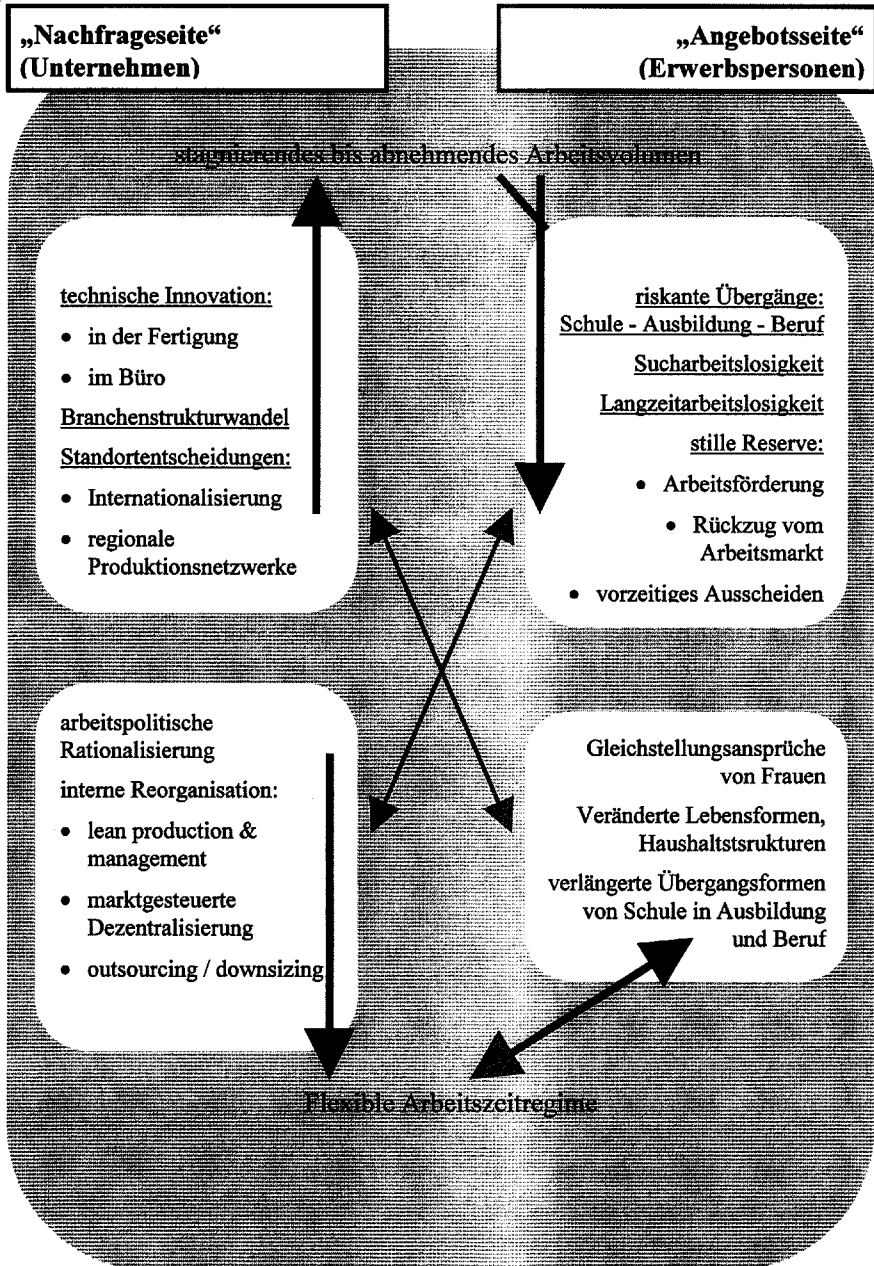 „Nachfrageseite“
(Unternehmen)
„Angebotsseite“
(Erwerbspersonen)
stagnierendes bis abnehmendes Arbeitsvolumen
technische Innovation:
• in der Fertigung
• im Büro
Branchenstrukturwandel
Standortentscheidungen:
• Internationalisierung
• regionale
Produktionsnetzwerke
riskante Übergänge:
Schule - Ausbildung - Beruf
Sucharbeitslosigkeit
Langzeitarbeitslosigkeit
stille Reserve:
• Arbeitsförderung
• Rückzug vom
Arbeitsmarkt
• vorzeitiges Ausscheiden
arbeitspolitische
Rationalisierung
interne Reorganisation:
• lean production &
management
• marktgesteuerte
Dezentralisierung
• outsourcing / downsizing
Gleichstellungsansprüche
von Frauen
Veränderte Lebensformen,
Haushaltstsrukturen
verlängerte Übergangsformen
von Schule in Ausbildung
und Beruf
Flexible Arbeitszeitregime